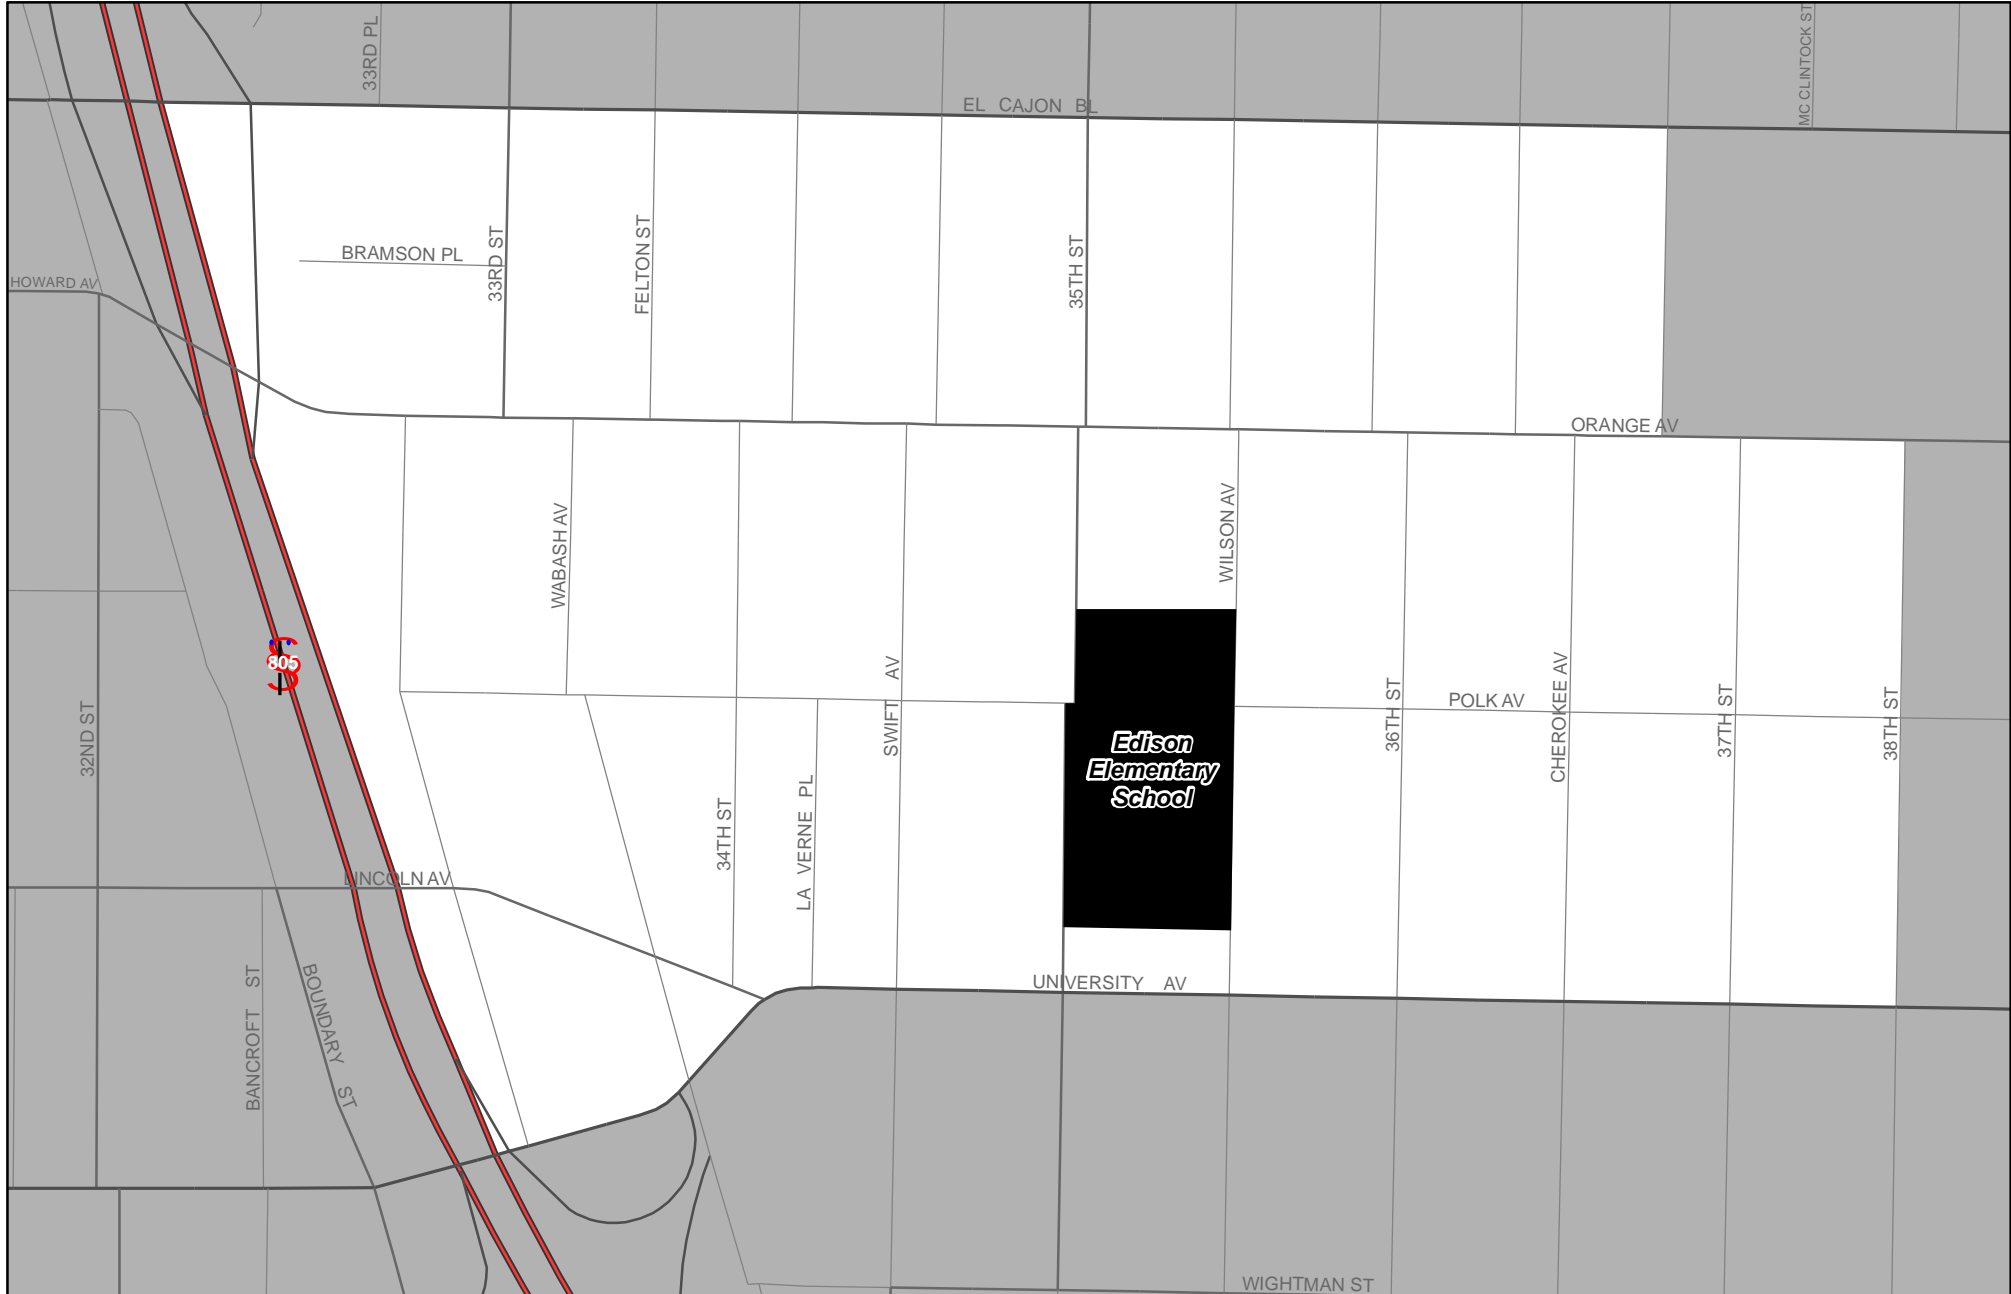 33RD PL
MC CLINTOCK ST
EL CAJON BL
BRAMSON PL
33RD ST
FELTON ST
35TH ST
HOWARD AV
ORANGE AV
WABASH AV
WILSON AV
805
32ND ST
SWIFT AV
36TH ST
POLK AV
CHEROKEE AV
37TH ST
38TH ST
Edison
Elementary
School
34TH ST
LA VERNE PL
LINCOLN AV
UNIVERSITY AV
BANCROFT ST
BOUNDARY ST
WIGHTMAN ST